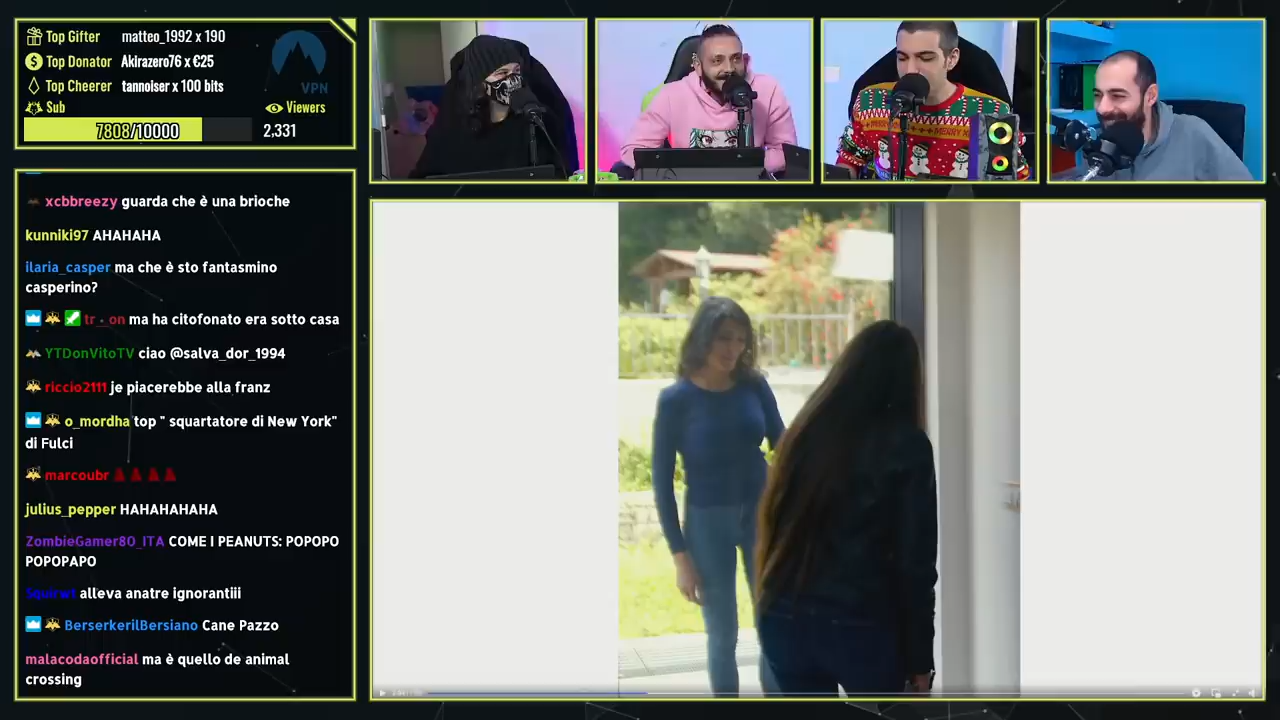 Top Gifter matteo_1992 x 190
Top Donator Akirazero76 x €25
Top Cheerer tannoiser x 100 bits
VPN
Sub
Viewers
7808/10000
2,331
xcbbreezy guarda che è una brioche
kunniki97 AHAHAHA
ilaria_casper ma che è sto fantasmino
casperino?
tr__on ma ha citofonato era sotto casa
YTDonVitoTV ciao @salva_dor_1994
riccio2111 je piacerebbe alla franz
o_mordha top " squartatore di New York"
di Fulci
marcoubr
julius_pepper HAHAHAHAHA
ZombieGamer80_ITA COME I PEANUTS: POPOPO
POPOPAPO
alleva anatre ignorantiii
BerserkerilBersiano Cane Pazzo
malacodaofficial ma è quello de animal
crossing